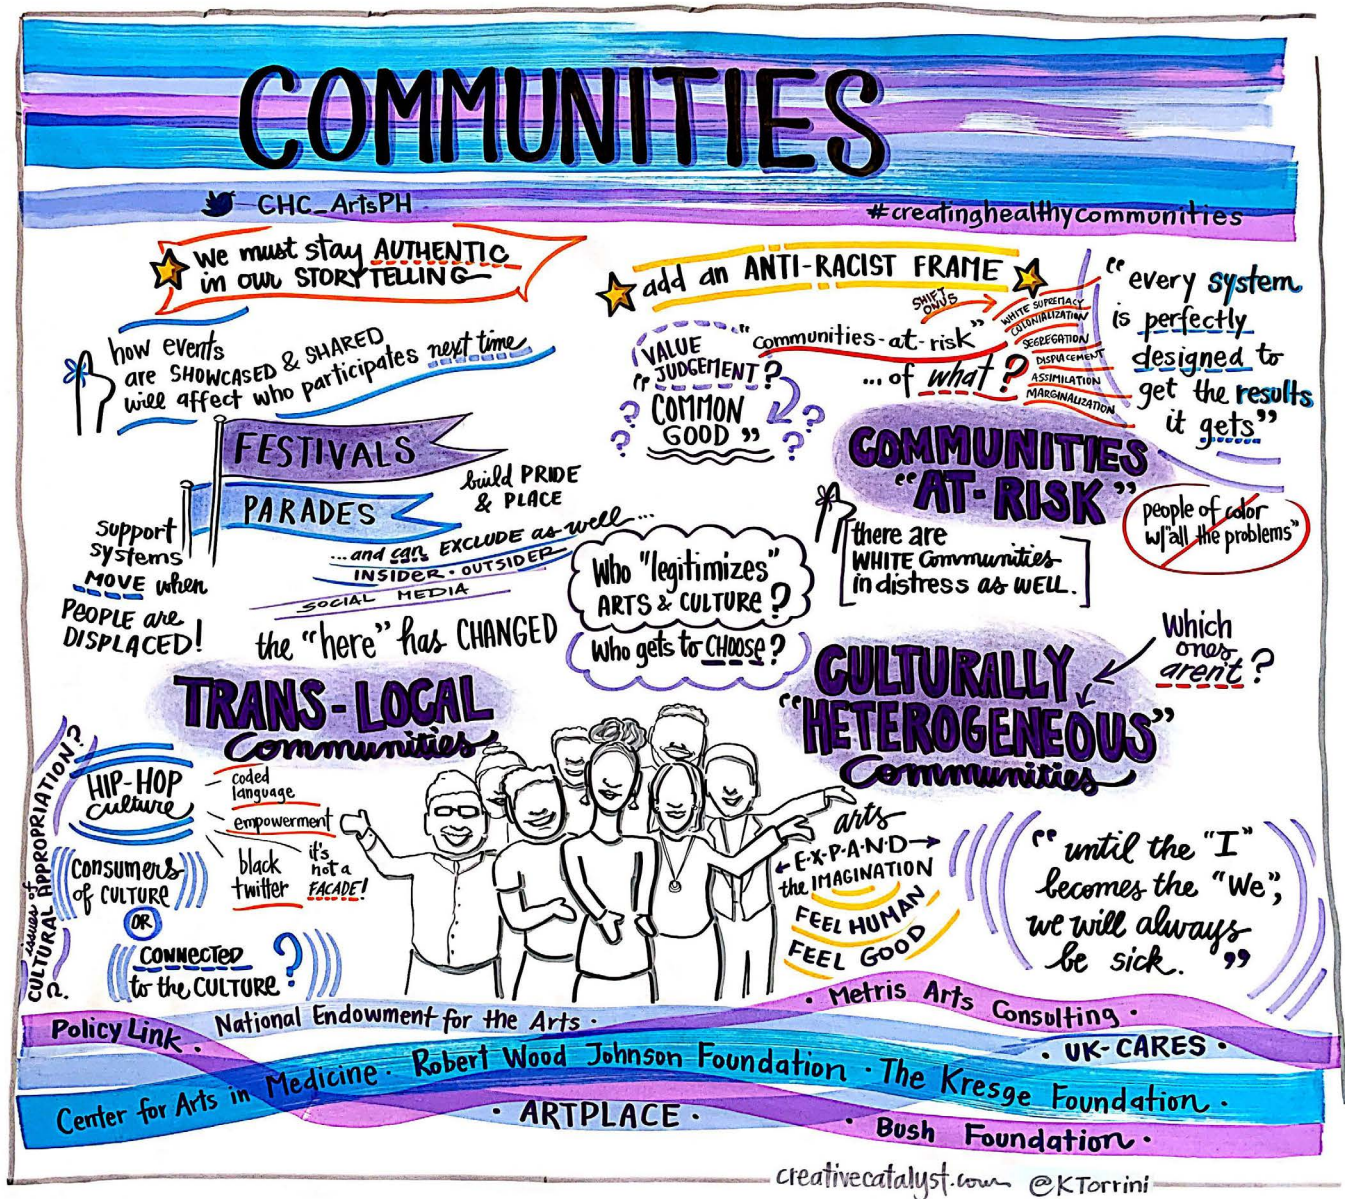 COMMUNITIES
CHC_ArtsPH
#creatinghealthycommunities
We must stay AUTHENTIC
in our STORYTELLING
how events
are SHOWCASED & SHARED
will affect who participates next time
FESTIVALS
PARADES
build PRIDE
& PLACE
...and can EXCLUDE as well...
INSIDER · OUTSIDER
SOCIAL MEDIA
support
systems
MOVE when
PEOPLE are
DISPLACED!
the "here" has CHANGED
add an ANTI-RACIST FRAME
VALUE
JUDGEMENT?
"COMMON
GOOD"
"communities-at-risk"
...of what?
SHIFT
ONUS
WHITE SUPREMACY
COLONIALIZATION
SEGREGATION
DISPLACEMENT
ASSIMILATION
MARGINALIZATION
"every system
is perfectly
designed to
get the results
it gets"
COMMUNITIES
"AT-RISK"
there are
WHITE Communities
in distress as WELL.
people of color
w/"all the problems"
Who "legitimizes"
ARTS & CULTURE?
Who gets to CHOOSE?
TRANS-LOCAL
Communities
issues of
CULTURAL APPROPRIATION?
HIP-HOP
culture
coded
language
empowerment
black
twitter
it's
not a
FACADE!
Consumers
of CULTURE
OR
CONNECTED
to the CULTURE?
CULTURALLY
"HETEROGENEOUS"
Communities
Which
ones
aren't?
arts
E·X·P·A·N·D
the IMAGINATION
FEEL HUMAN
FEEL GOOD
"until the "I"
becomes the "We",
we will always
be sick."
Policy Link.
National Endowment for the Arts ·
· Metris Arts Consulting ·
· UK-CARES ·
Center for Arts in Medicine · Robert Wood Johnson Foundation · The Kresge Foundation ·
· ARTPLACE ·
· Bush Foundation ·
creativecatalyst.com @KTorrini